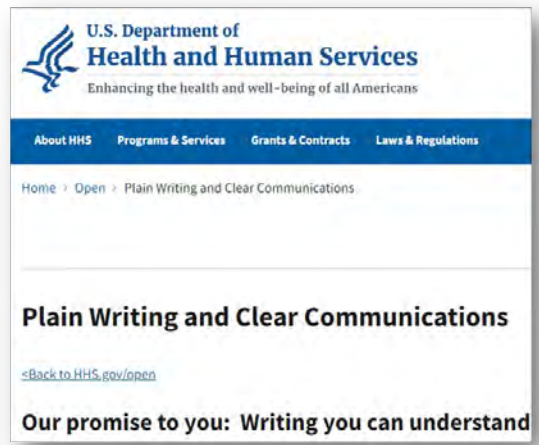 U.S. Department of
Health and Human Services
Enhancing the health and well-being of all Americans
About HHS Programs & Services Grants & Contracts Laws & Regulations
Home > Open > Plain Writing and Clear Communications
Plain Writing and Clear Communications
<Back to HHS.gov/open
Our promise to you: Writing you can understand